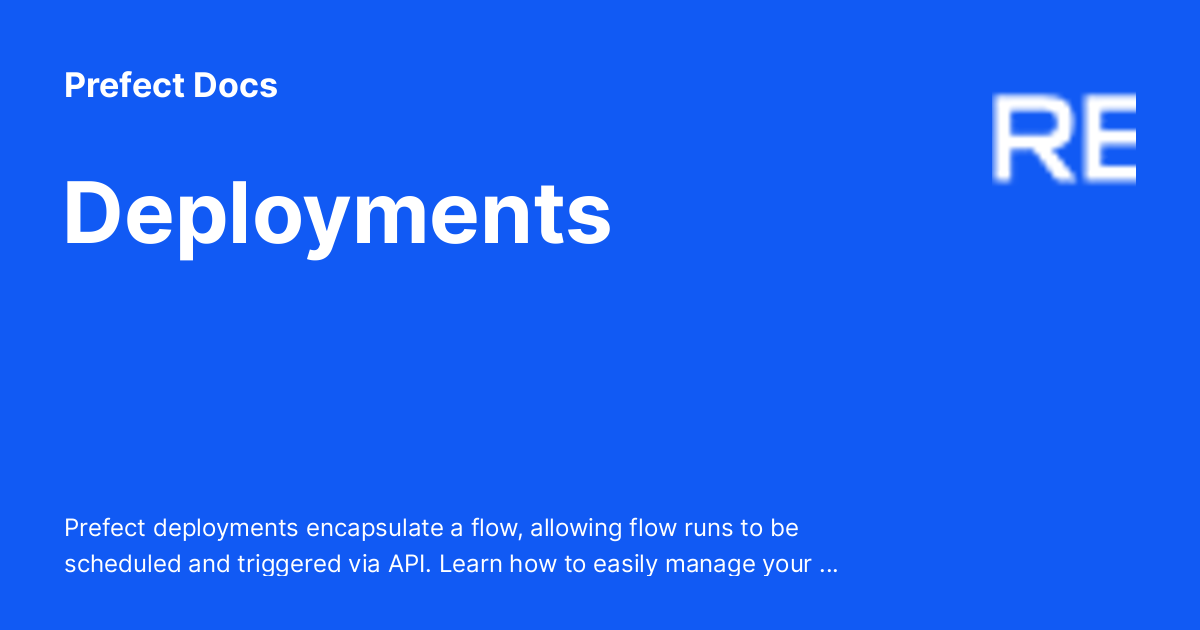 Prefect Docs
RE
Deployments
Prefect deployments encapsulate a flow, allowing flow runs to be
scheduled and triggered via API. Learn how to easily manage your ...